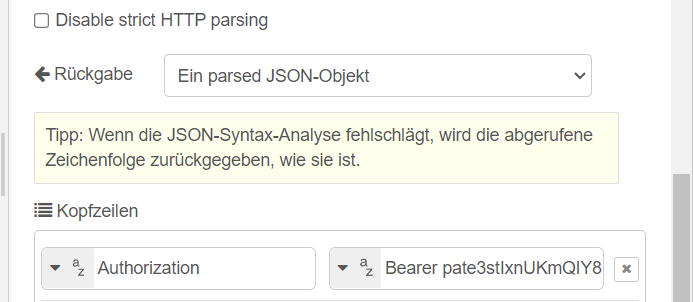 Disable strict HTTP parsing
Rückgabe
Ein parsed JSON-Objekt
Tipp: Wenn die JSON-Syntax-Analyse fehlschlägt, wird die abgerufene
Zeichenfolge zurückgegeben, wie sie ist.
Kopfzeilen
a
z
Authorization
a
z
Bearer pate3stIxnUKmQIY8